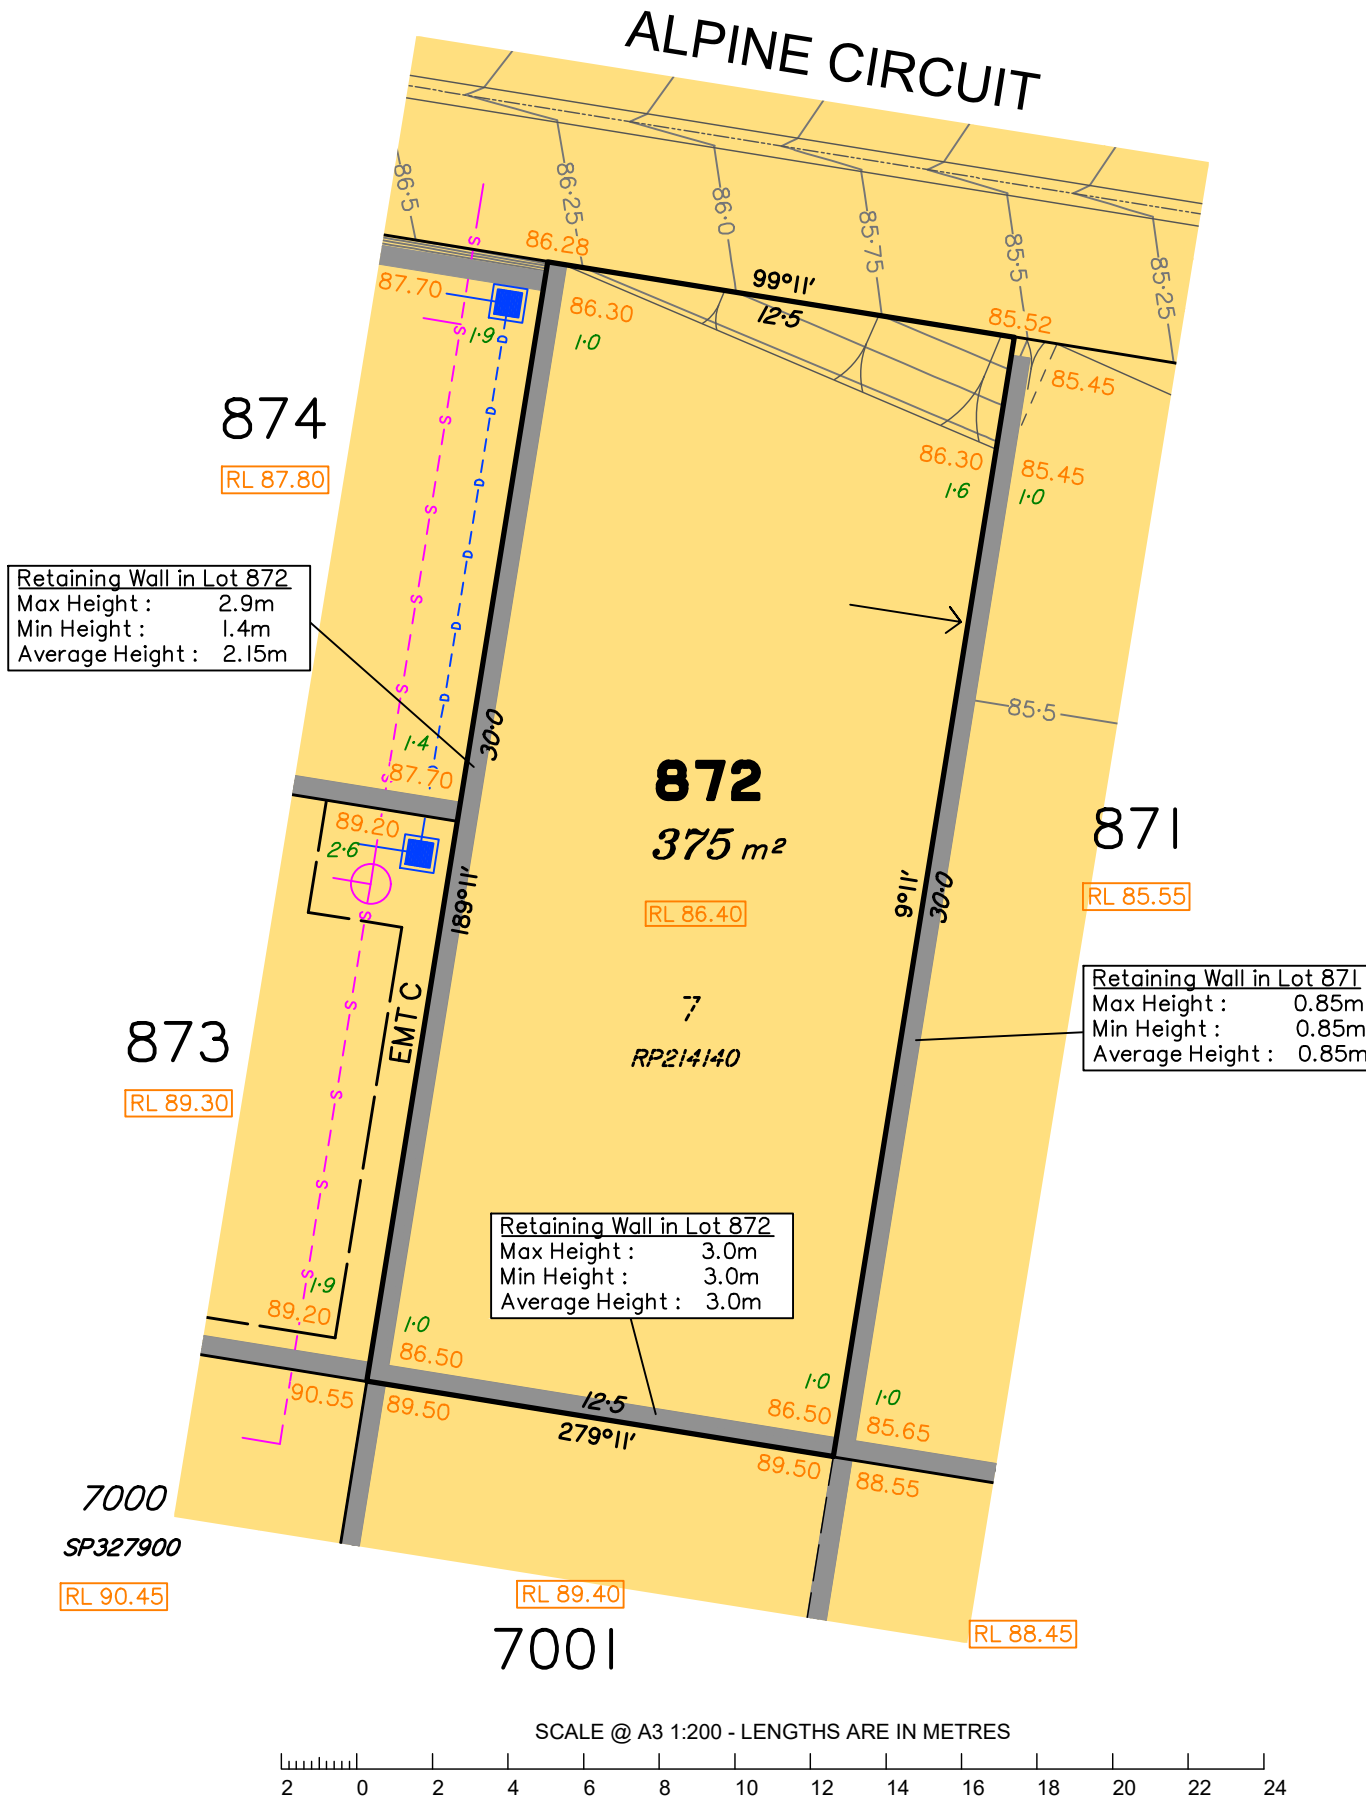 ALPINE CIRCUIT
86·5
86·25
86·0
85·75
85·5
85·25
86.28
99°11'
12·5
87.70
1·9
86.30
1·0
85.52
85.45
874
RL 87.80
86.30
1·6
85.45
1·0
Retaining Wall in Lot 872
Max Height : 2.9m
Min Height : 1.4m
Average Height : 2.15m
S
D
30·0
85·5
1·4
87.70
872
375 m²
RL 86.40
871
RL 85.55
89.20
2·6
189°11'
9°11'
30·0
EMT C
873
RL 89.30
7
RP214140
Retaining Wall in Lot 871
Max Height : 0.85m
Min Height : 0.85m
Average Height : 0.85m
Retaining Wall in Lot 872
Max Height : 3.0m
Min Height : 3.0m
Average Height : 3.0m
1·9
89.20
1·0
86.50
1·0
86.50
1·0
85.65
90.55
89.50
12·5
279°11'
89.50
88.55
7000
SP327900
RL 90.45
RL 89.40
7001
RL 88.45
SCALE @ A3 1:200 - LENGTHS ARE IN METRES
2 0 2 4 6 8 10 12 14 16 18 20 22 24